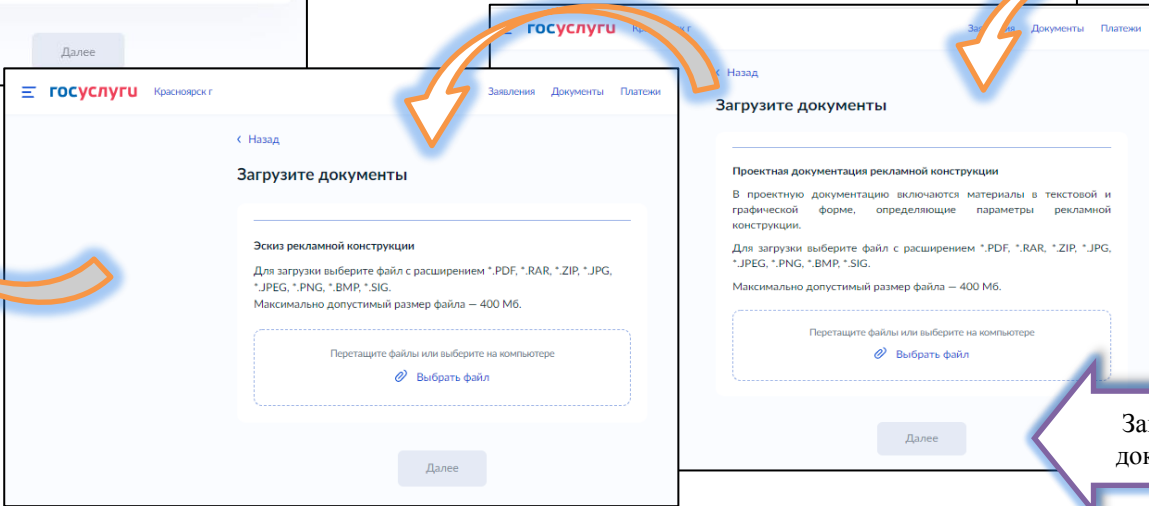 Далее
госуслуги Красноярск г Заявления Документы Платежи
Назад
Загрузите документы
Эскиз рекламной конструкции
Для загрузки выберите файл с расширением *.PDF, *.RAR, *.ZIP, *.JPG,
*.JPEG, *.PNG, *.BMP, *.SIG.
Максимально допустимый размер файла — 400 Мб.
Перетащите файлы или выберите на компьютере
Выбрать файл
Далее
госуслуги Документы Платежи
Назад
Загрузите документы
Проектная документация рекламной конструкции
В проектную документацию включаются материалы в текстовой и
графической форме, определяющие параметры рекламной
конструкции.
Для загрузки выберите файл с расширением *.PDF, *.RAR, *.ZIP, *.JPG,
*.JPEG, *.PNG, *.BMP, *.SIG.
Максимально допустимый размер файла — 400 Мб.
Перетащите файлы или выберите на компьютере
Выбрать файл
Далее